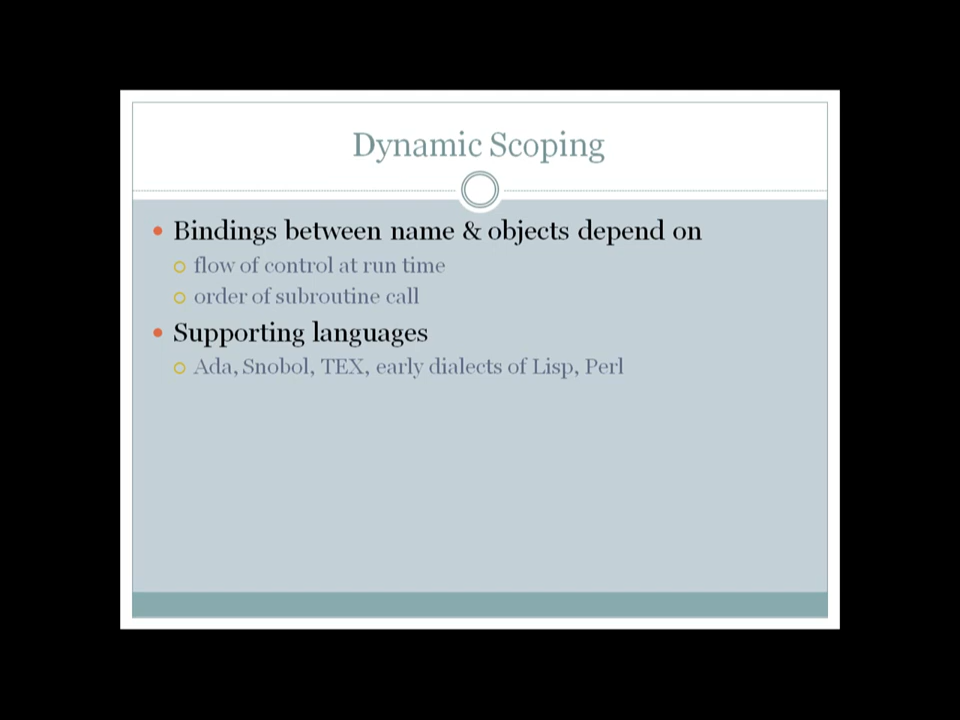 Dynamic Scoping
Bindings between name & objects depend on
flow of control at run time
order of subroutine call
Supporting languages
Ada, Snobol, TEX, early dialects of Lisp, Perl